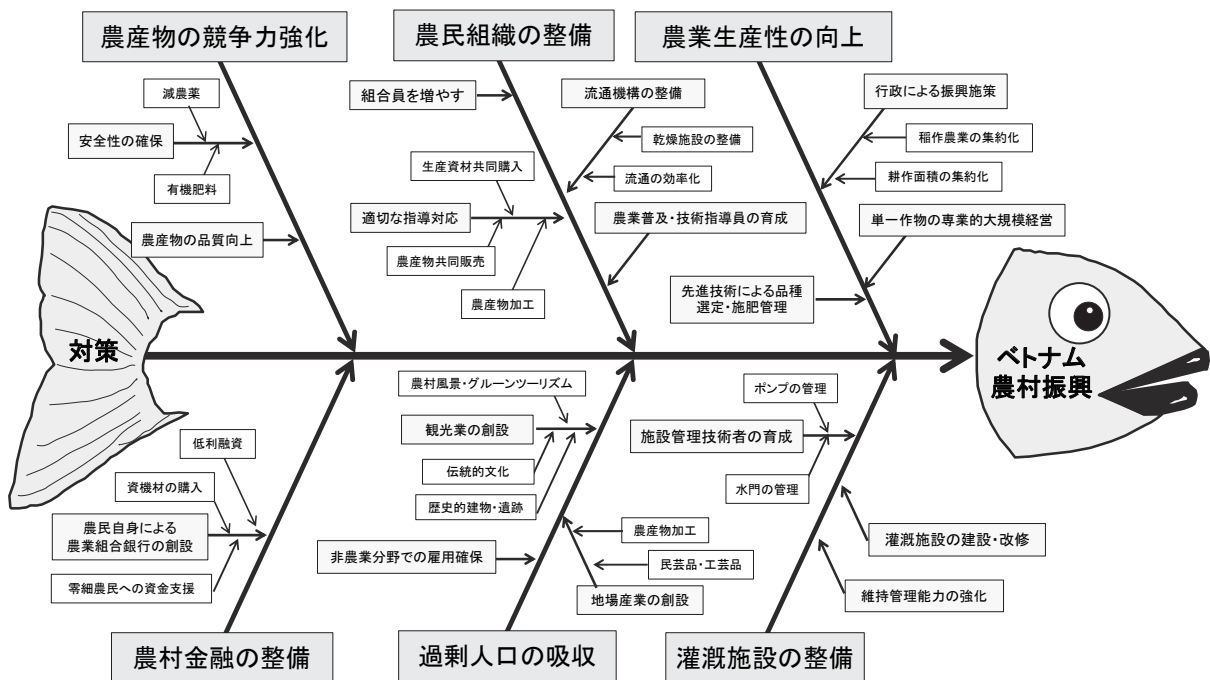 農産物の競争力強化
農民組織の整備
農業生産性の向上
減農薬
安全性の確保
有機肥料
農産物の品質向上
組合員を増やす
流通機構の整備
乾燥施設の整備
生産資材共同購入
流通の効率化
適切な指導対応
農業普及・技術指導員の育成
農産物共同販売
農産物加工
行政による振興施策
稲作農業の集約化
耕作面積の集約化
単一作物の専業的大規模経営
先進技術による品種
選定・施肥管理
対策
ベトナム
農村振興
低利融資
資機材の購入
農民自身による
農業組合銀行の創設
零細農民への資金支援
農村風景・グルーンツーリズム
観光業の創設
伝統的文化
歴史的建物・遺跡
農産物加工
非農業分野での雇用確保
民芸品・工芸品
地場産業の創設
ポンプの管理
施設管理技術者の育成
水門の管理
灌漑施設の建設・改修
維持管理能力の強化
農村金融の整備
過剰人口の吸収
灌漑施設の整備